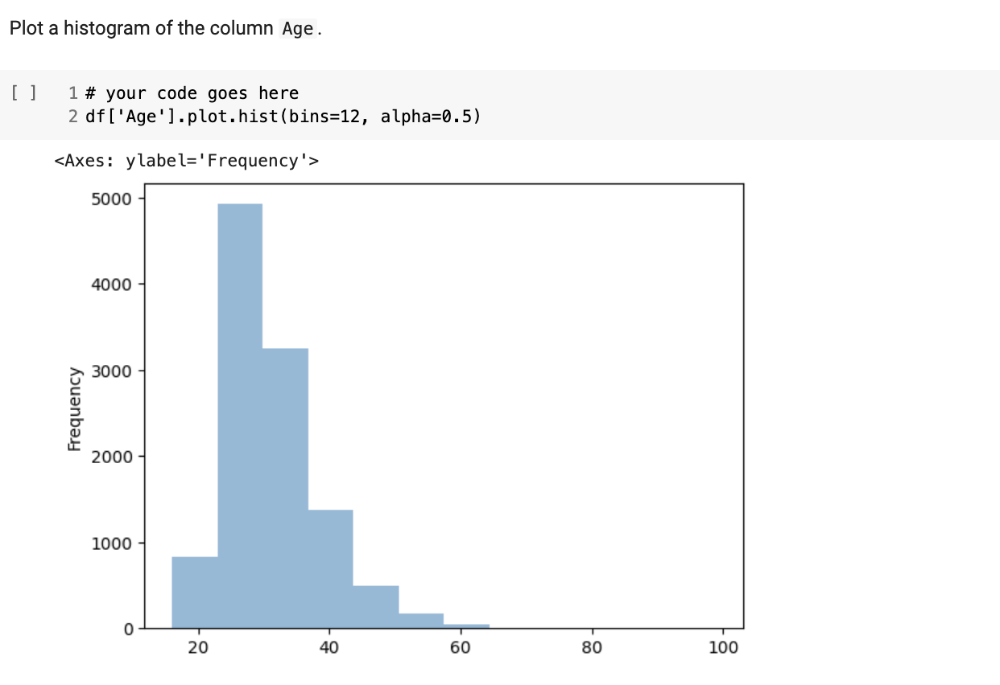 Plot a histogram of the column Age.
[ ] 1 # your code goes here
2 df['Age'].plot.hist(bins=12, alpha=0.5)
<Axes: ylabel='Frequency'>
5000
4000
3000
2000
1000
0
Frequency
20 40 60 80 100